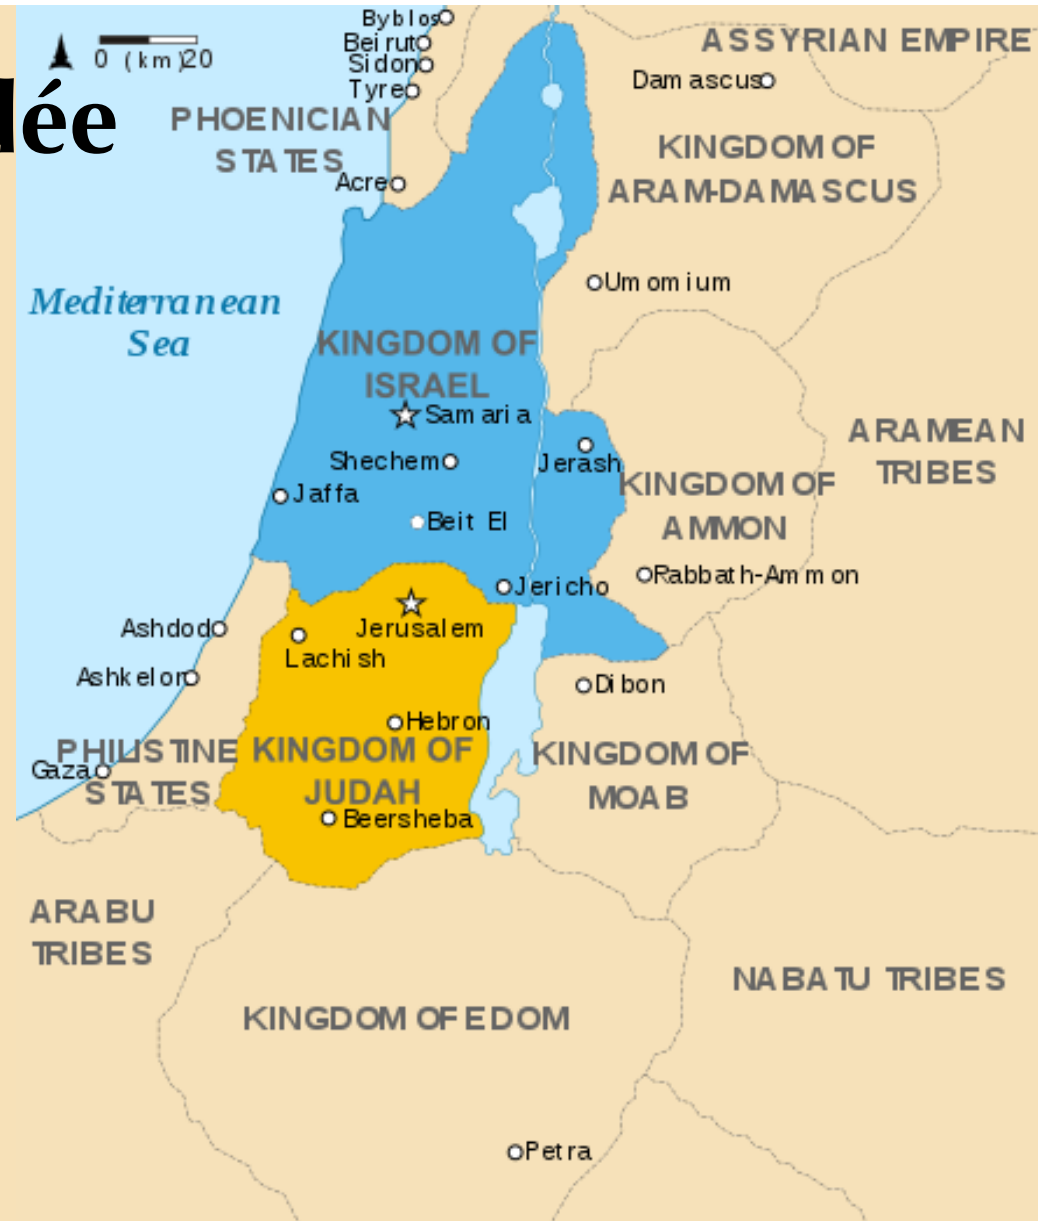 Byblos
Beirut
0 (km)20
Sidon
ASSYRIAN EMPIRE
Damascus
Tyre
dée
PHOENICIAN
STATES
KINGDOM OF
ARAM-DAMASCUS
Acre
Umomium
Mediterranean
Sea
KINGDOM OF
ISRAEL
Samaria
ARAMEAN
TRIBES
Shechem
Jerash
Jaffa
KINGDOM OF
AMMON
Beit El
Rabbath-Ammon
Jericho
Ashdod
Jerusalem
Lachish
Ashkelon
Dibon
Hebron
PHILISTINE
STATES
Gaza
KINGDOM OF
JUDAH
KINGDOM OF
MOAB
Beersheba
ARABU
TRIBES
NABATU TRIBES
KINGDOM OF EDOM
Petra